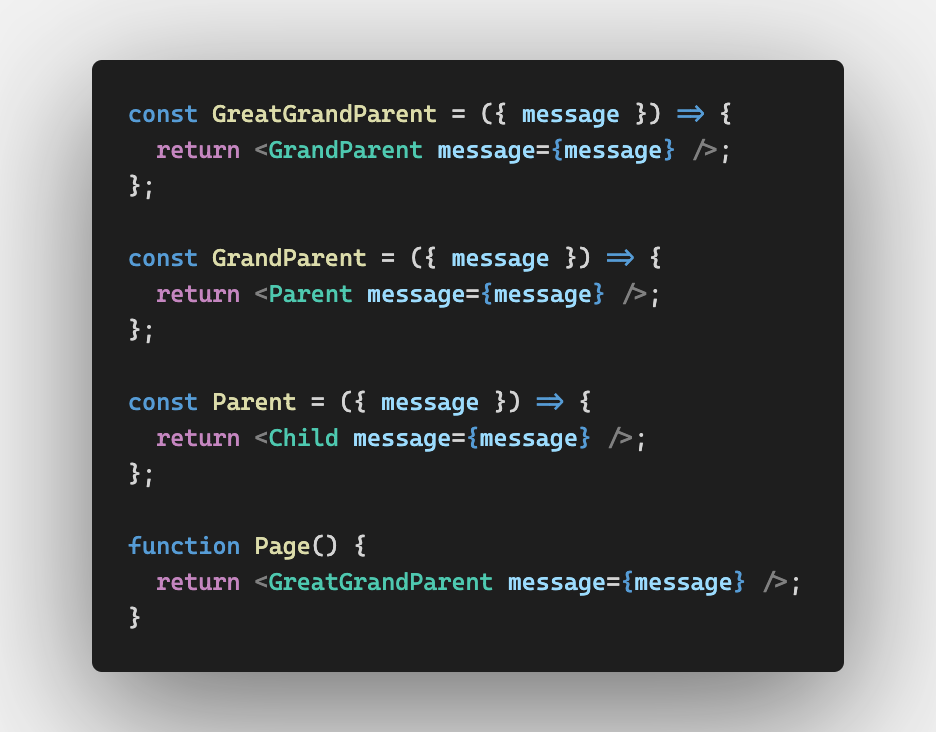 const GreatGrandParent = ({ message }) => {
  return <GrandParent message={message} />;
};

const GrandParent = ({ message }) => {
  return <Parent message={message} />;
};

const Parent = ({ message }) => {
  return <Child message={message} />;
};

function Page() {
  return <GreatGrandParent message={message} />;
}